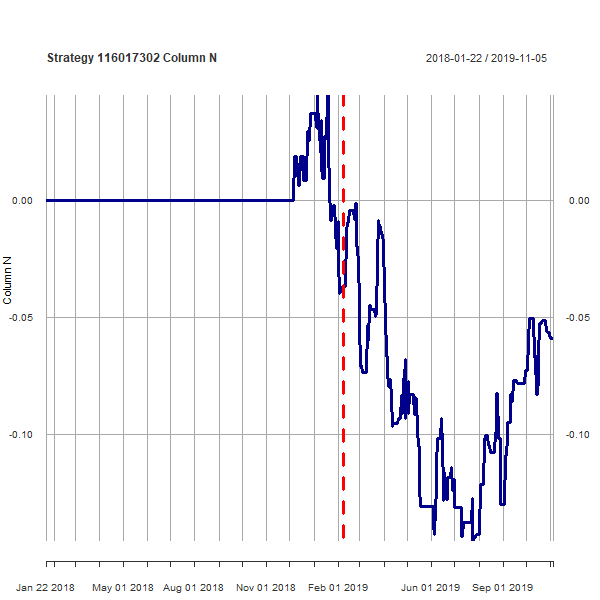 Strategy 116017302 Column N
2018-01-22 / 2019-11-05
0.00
0.00
Column N
-0.05
-0.05
-0.10
-0.10
Jan 22 2018
May 01 2018
Aug 01 2018
Nov 01 2018
Feb 01 2019
Jun 01 2019
Sep 01 2019